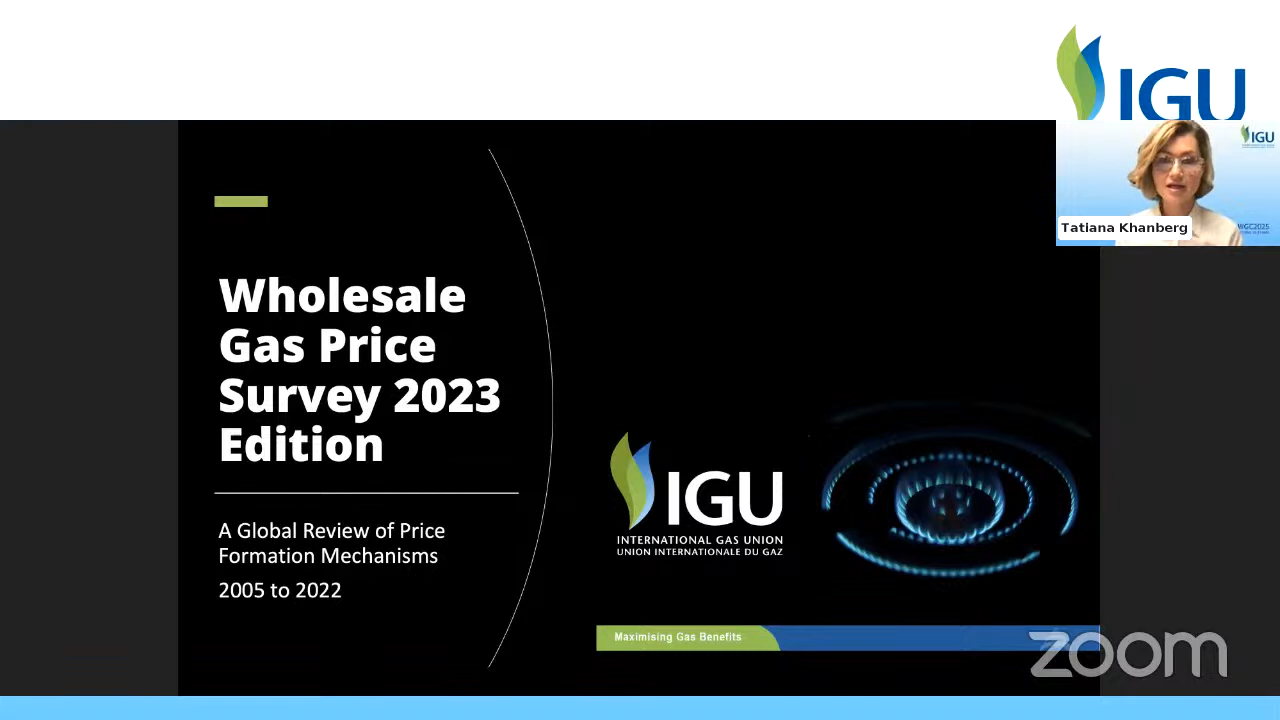 IGU
IGU
Tatiana Khanberg
Wholesale
Gas Price
Survey 2023
Edition
A Global Review of Price
Formation Mechanisms
2005 to 2022
IGU
INTERNATIONAL GAS UNION
UNION INTERNATIONALE DU GAZ
Maximising Gas Benefits
zoom